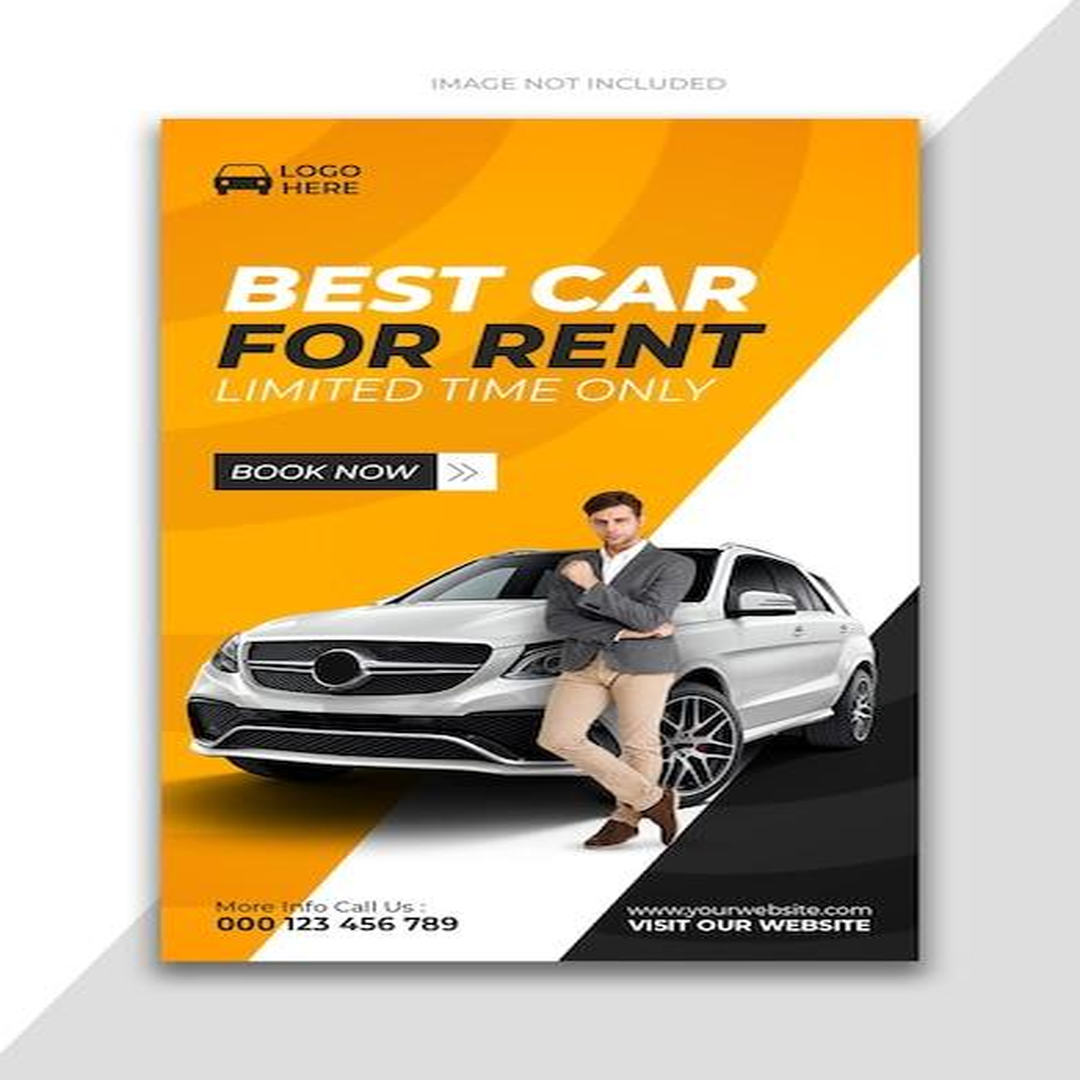 IMAGE NOT INCLUDED
LOGO
HERE
BEST CAR
FOR RENT
LIMITED TIME ONLY
BOOK NOW
More Info Call Us :
000 123 456 789
www.yourwebsite.com
VISIT OUR WEBSITE